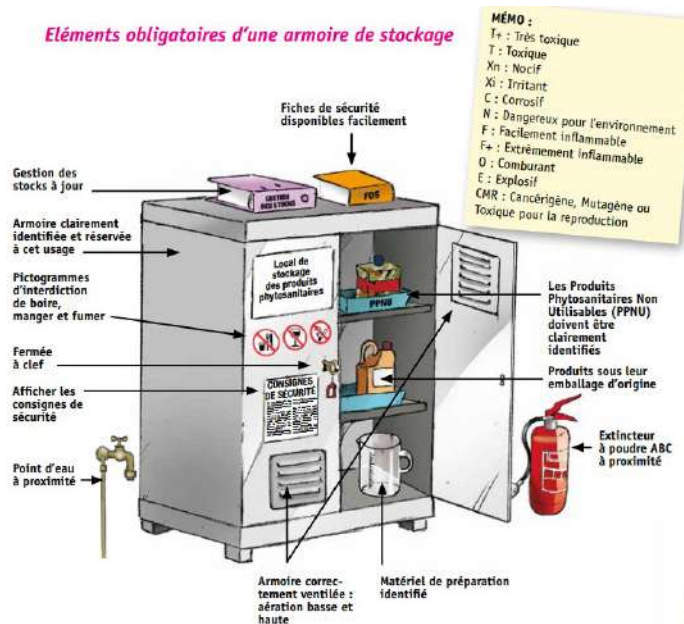 Eléments obligatoires d'une armoire de stockage
MÉMO :
T+ : Très toxique
T : Toxique
Xn : Nocif
Xi : Irritant
C : Corrosif
N : Dangereux pour l'environnement
F : Facilement inflammable
F+ : Extrêmement inflammable
O : Comburant
E : Explosif
CMR : Cancérigène, Mutagène ou
Toxique pour la reproduction
Fiches de sécurité
disponibles facilement
Gestion des
stocks à jour
GESTION
DES STOCKS
FDS
Armoire clairement
identifiée et réservée
à cet usage
Local de
stockage
des produits
phytosanitaires
Pictogrammes
d'interdiction
de boire,
manger et fumer
PPNU
Les Produits
Phytosanitaires Non
Utilisables (PPNU)
doivent être
clairement
identifiés
Fermée
à clef
Produits sous leur
emballage d'origine
Afficher les
consignes de
sécurité
CONSIGNES
DE SÉCURITÉ
Extincteur
à poudre ABC
à proximité
Point d'eau
à proximité
Armoire correc-
tement ventilée :
aération basse et
haute
Matériel de préparation
identifié